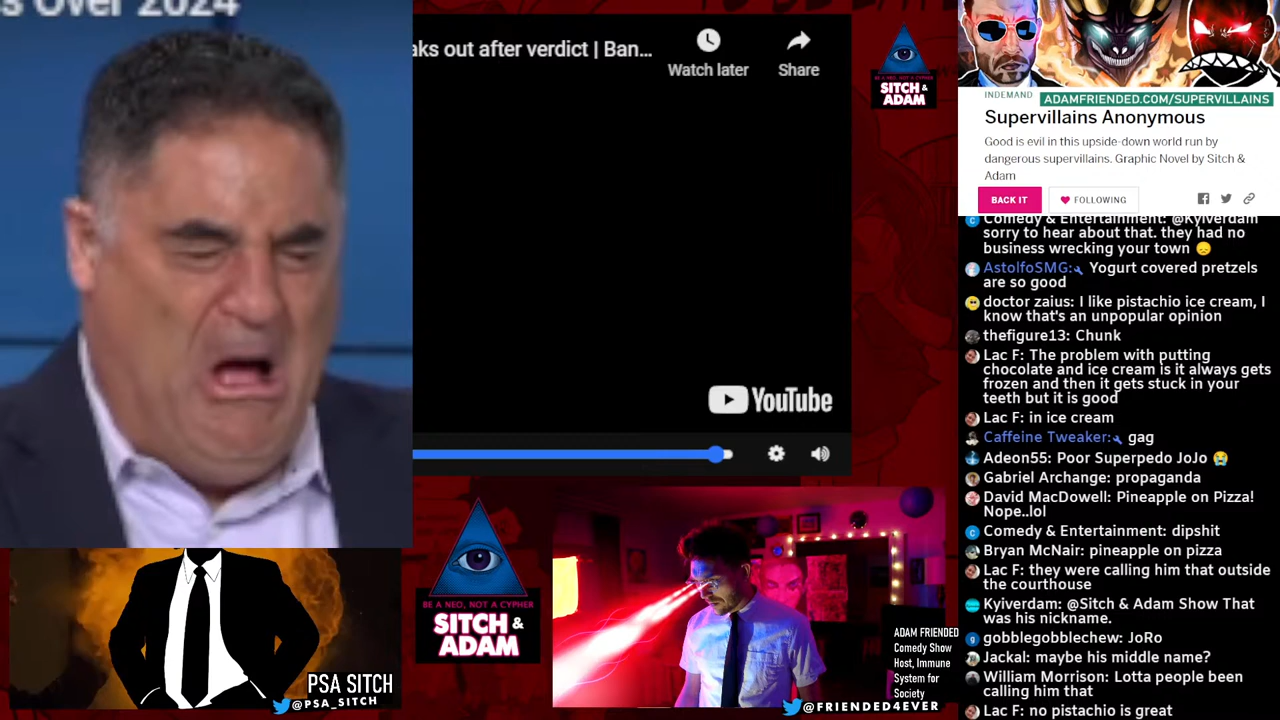 s Over 2024
aks out after verdict | Ban...
Watch later
Share
YouTube
SITCH &
ADAM
INDEMAND
ADAMFRIENDED.COM/SUPERVILLAINS
Supervillains Anonymous
Good is evil in this upside-down world run by
dangerous supervillains. Graphic Novel by Sitch &
Adam
BACK IT
FOLLOWING
Comedy & Entertainment: @Kyiverdam
sorry to hear about that. they had no
business wrecking your town 😞
AstolfoSMG: Yogurt covered pretzels
are so good
doctor zaius: I like pistachio ice cream, I
know that's an unpopular opinion
thefigure13: Chunk
Lac F: The problem with putting
chocolate and ice cream is it always gets
frozen and then it gets stuck in your
teeth but it is good
Lac F: in ice cream
Caffeine Tweaker: gag
Adeon55: Poor Superpedo JoJo 😭
Gabriel Archange: propaganda
David MacDowell: Pineapple on Pizza!
Nope..lol
Comedy & Entertainment: dipshit
Bryan McNair: pineapple on pizza
Lac F: they were calling him that outside
the courthouse
Kyiverdam: @Sitch & Adam Show That
was his nickname.
gobblegobblechew: JoRo
Jackal: maybe his middle name?
William Morrison: Lotta people been
calling him that
Lac F: no pistachio is great
BE A NEO, NOT A CYPHER
SITCH &
ADAM
PSA SITCH
@PSA_SITCH
ADAM FRIENDED
Comedy Show
Host, Immune
System for
Society
@FRIENDED4EVER